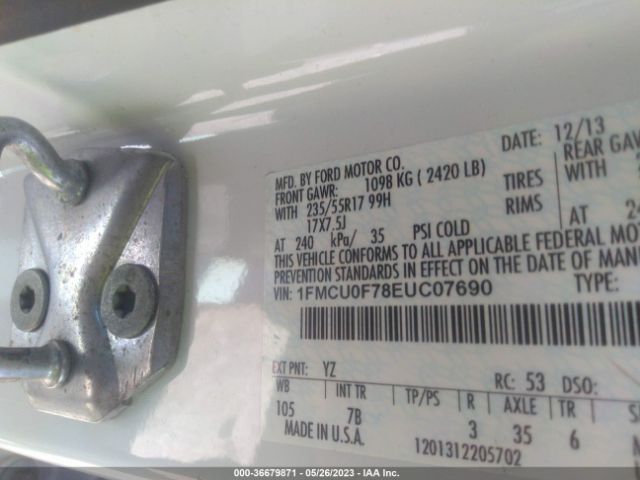 DATE: 12/13
MFD. BY FORD MOTOR CO.
FRONT GAWR: 1098 KG ( 2420 LB) REAR GAW
WITH 235/55R17 99H TIRES WITH
17X7.5J RIMS
AT 240 kPa/ 35 PSI COLD AT 24
THIS VEHICLE CONFORMS TO ALL APPLICABLE FEDERAL MOT
PREVENTION STANDARDS IN EFFECT ON THE DATE OF MANU
VIN: 1FMCU0F78EUC07690 TYPE:
EXT PNT: YZ RC: 53 DSO:
WB INT TR TP/PS R AXLE TR
105 7B 3 35 6
MADE IN U.S.A. 1201312205702
000-36679871 - 05/26/2023 - IAA Inc.